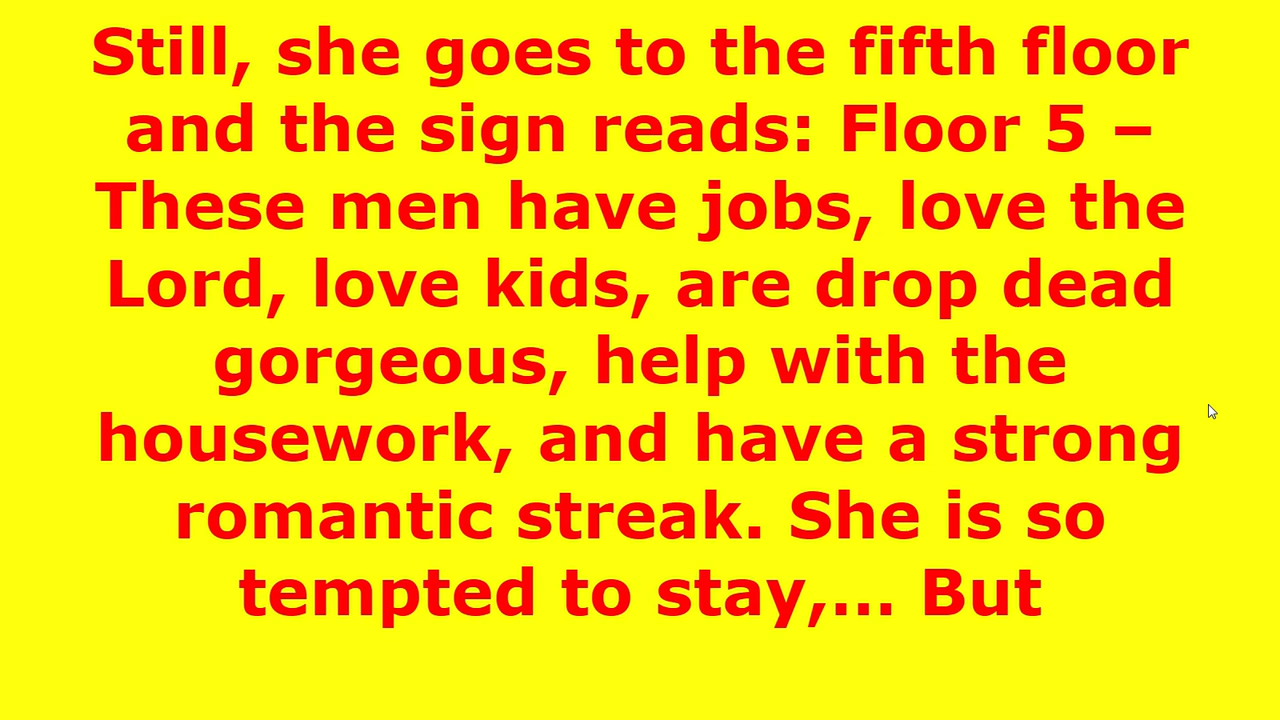 Still, she goes to the fifth floor
and the sign reads: Floor 5 –
These men have jobs, love the
Lord, love kids, are drop dead
gorgeous, help with the
housework, and have a strong
romantic streak. She is so
tempted to stay,... But